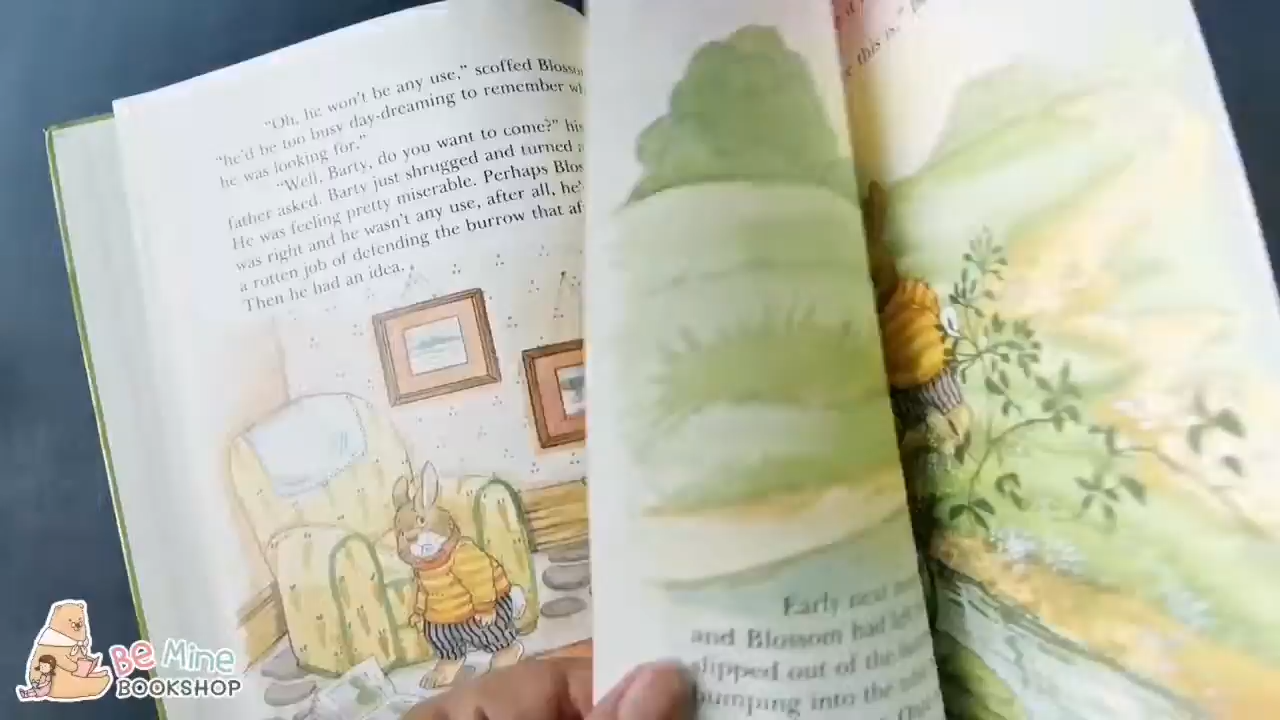 "Oh, he won't be any use," scoffed Blossom
"he'd be too busy day-dreaming to remember
he was looking for."
"Well, Barty, do you want to come?" his
father asked. Barty just shrugged and turned
He was feeling pretty miserable. Perhaps
was right and he wasn't any use, after all,
a rotten job of defending the burrow that
Then he had an idea.
this is,"
Early next
and Blossom had
slipped out of the
bumping into the
Be Mine
BOOKSHOP